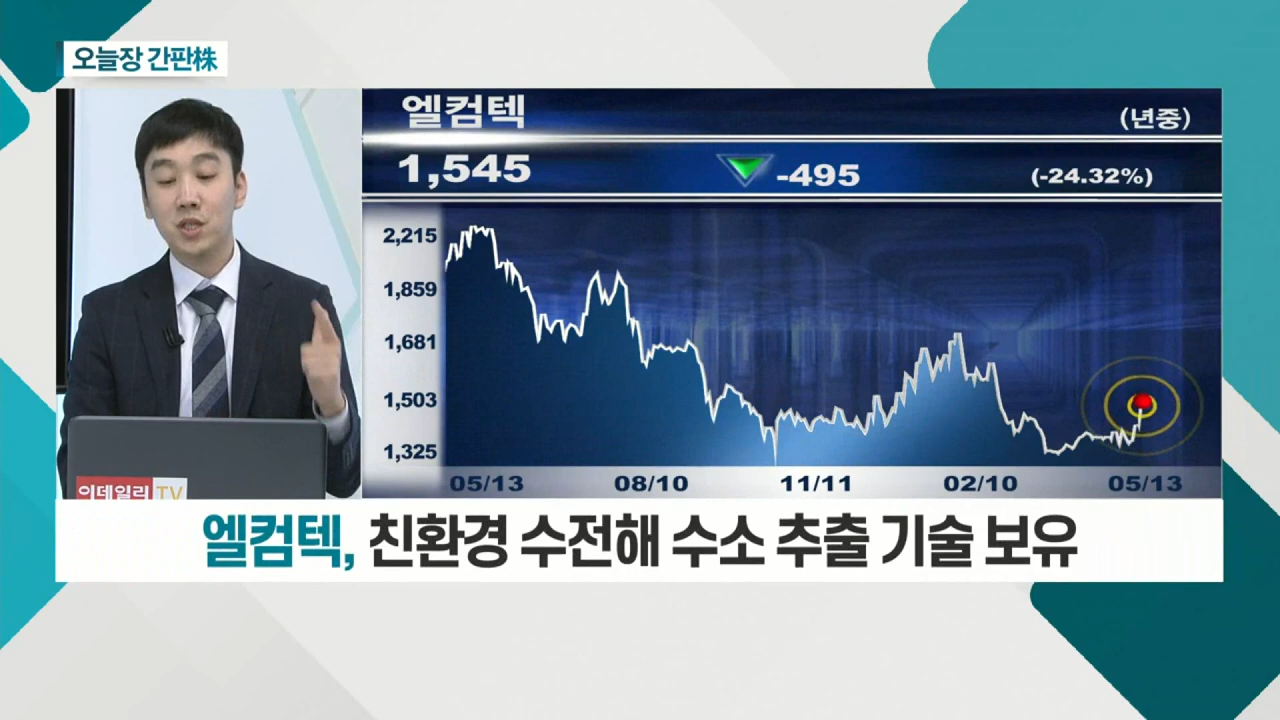 오늘장 간판株
엘컴텍
(년중)
1,545
-495
(-24.32%)
2,215
1,859
1,681
1,503
1,325
05/13
08/10
11/11
02/10
05/13
이데일리 TV
엘컴텍, 친환경 수전해 수소 추출 기술 보유